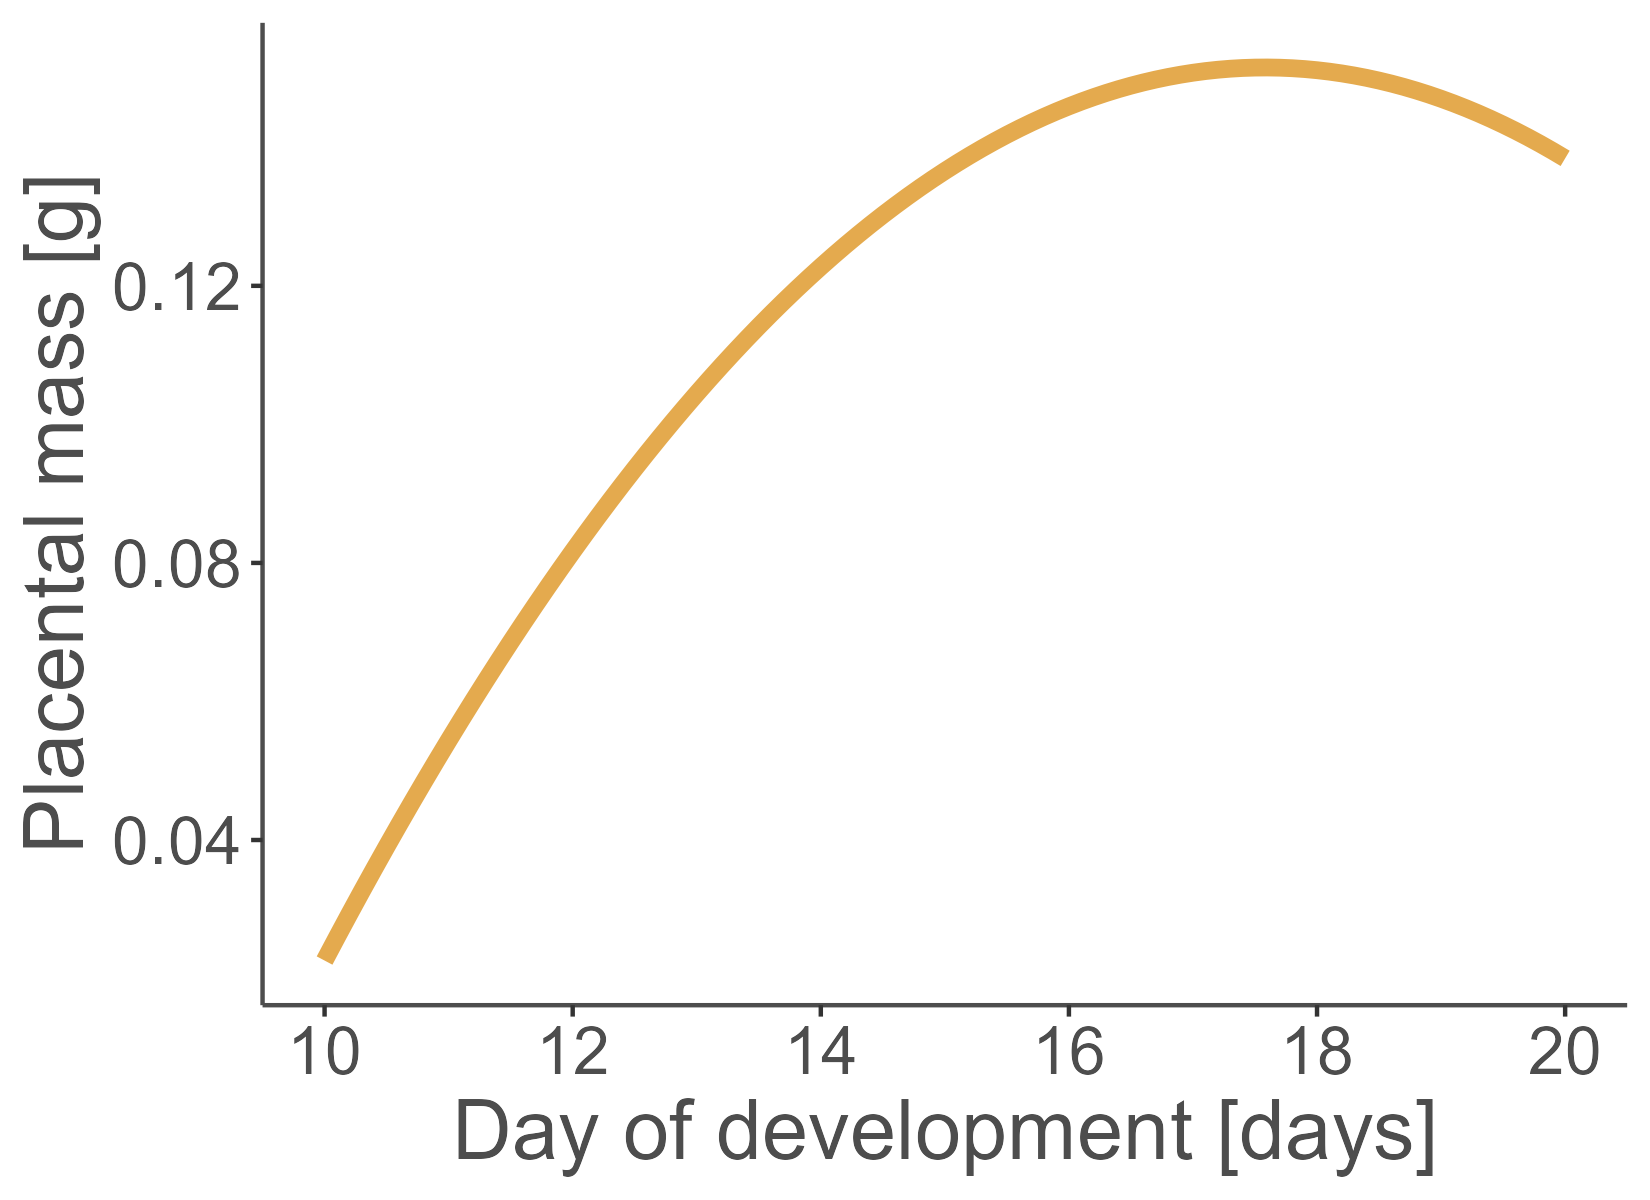 Placental mass [g]
0.12
0.08
0.04
10 12 14 16 18 20
Day of development [days]